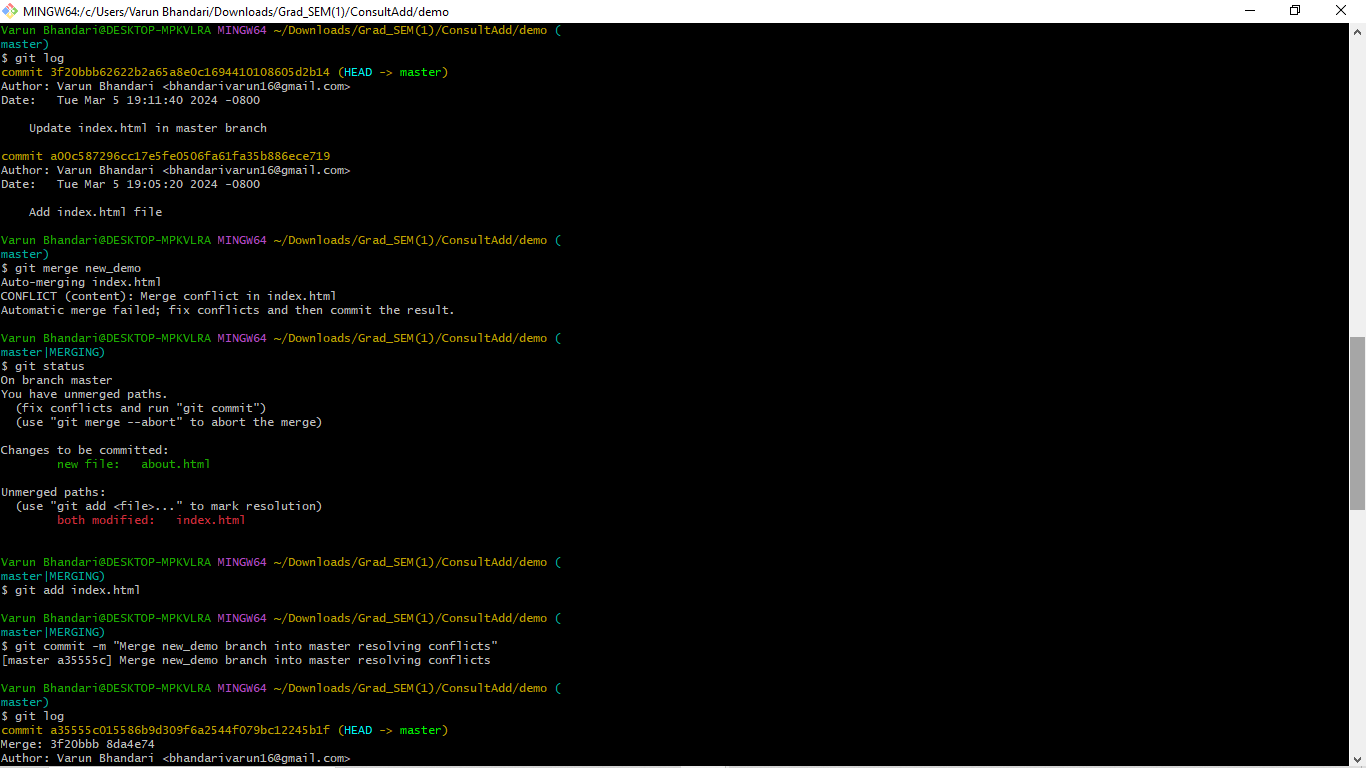 MINGW64:/c/Users/Varun Bhandari/Downloads/Grad_SEM(1)/ConsultAdd/demo
Varun Bhandari@DESKTOP-MPKVLRA MINGW64 ~/Downloads/Grad_SEM(1)/ConsultAdd/demo (
master)
$ git log
commit 3f20bbb62622b2a65a8e0c1694410108605d2b14 (HEAD -> master)
Author: Varun Bhandari <bhandarivarun16@gmail.com>
Date:   Tue Mar 5 19:11:40 2024 -0800
    Update index.html in master branch
commit a00c587296cc17e5fe0506fa61fa35b886ece719
Author: Varun Bhandari <bhandarivarun16@gmail.com>
Date:   Tue Mar 5 19:05:20 2024 -0800
    Add index.html file
Varun Bhandari@DESKTOP-MPKVLRA MINGW64 ~/Downloads/Grad_SEM(1)/ConsultAdd/demo (
master)
$ git merge new_demo
Auto-merging index.html
CONFLICT (content): Merge conflict in index.html
Automatic merge failed; fix conflicts and then commit the result.
Varun Bhandari@DESKTOP-MPKVLRA MINGW64 ~/Downloads/Grad_SEM(1)/ConsultAdd/demo (
master|MERGING)
$ git status
On branch master
You have unmerged paths.
  (fix conflicts and run "git commit")
  (use "git merge --abort" to abort the merge)
Changes to be committed:
        new file:   about.html
Unmerged paths:
  (use "git add <file>..." to mark resolution)
        both modified:   index.html
Varun Bhandari@DESKTOP-MPKVLRA MINGW64 ~/Downloads/Grad_SEM(1)/ConsultAdd/demo (
master|MERGING)
$ git add index.html
Varun Bhandari@DESKTOP-MPKVLRA MINGW64 ~/Downloads/Grad_SEM(1)/ConsultAdd/demo (
master|MERGING)
$ git commit -m "Merge new_demo branch into master resolving conflicts"
[master a35555c] Merge new_demo branch into master resolving conflicts
Varun Bhandari@DESKTOP-MPKVLRA MINGW64 ~/Downloads/Grad_SEM(1)/ConsultAdd/demo (
master)
$ git log
commit a35555c015586b9d309f6a2544f079bc12245b1f (HEAD -> master)
Merge: 3f20bbb 8da4e74
Author: Varun Bhandari <bhandarivarun16@gmail.com>